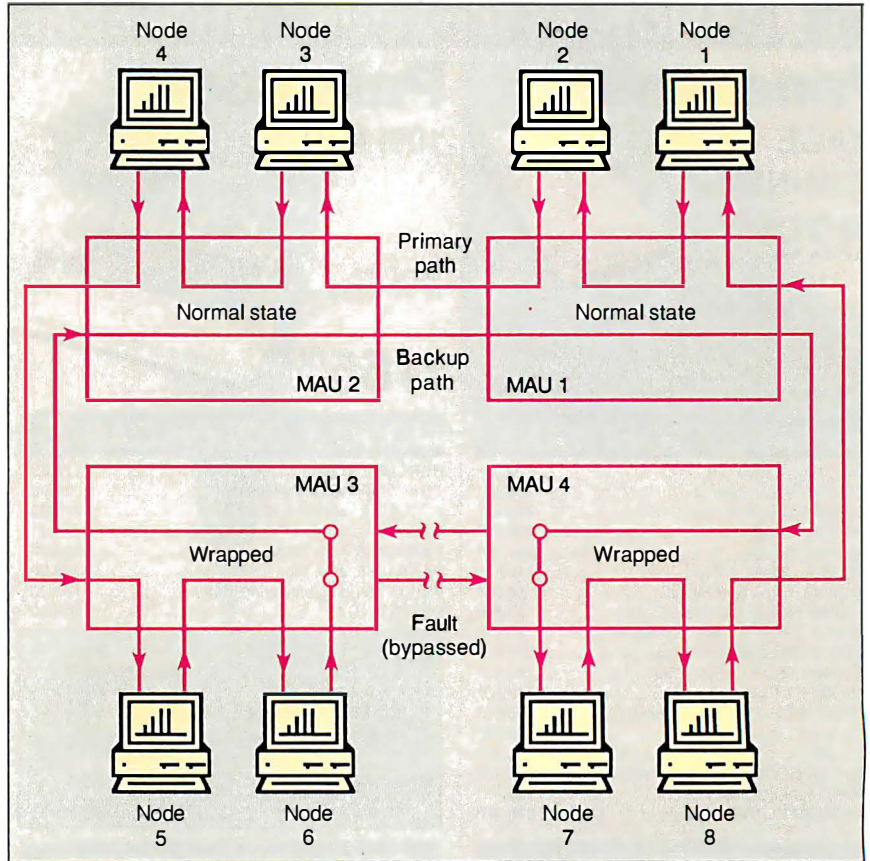 Node
4
Node
3
Node
2
Node
1
Primary
path
Normal state
Normal state
Backup
path
MAU 2
MAU 1
MAU 3
MAU 4
Wrapped
Wrapped
Fault
(bypassed)
Node
5
Node
6
Node
7
Node
8